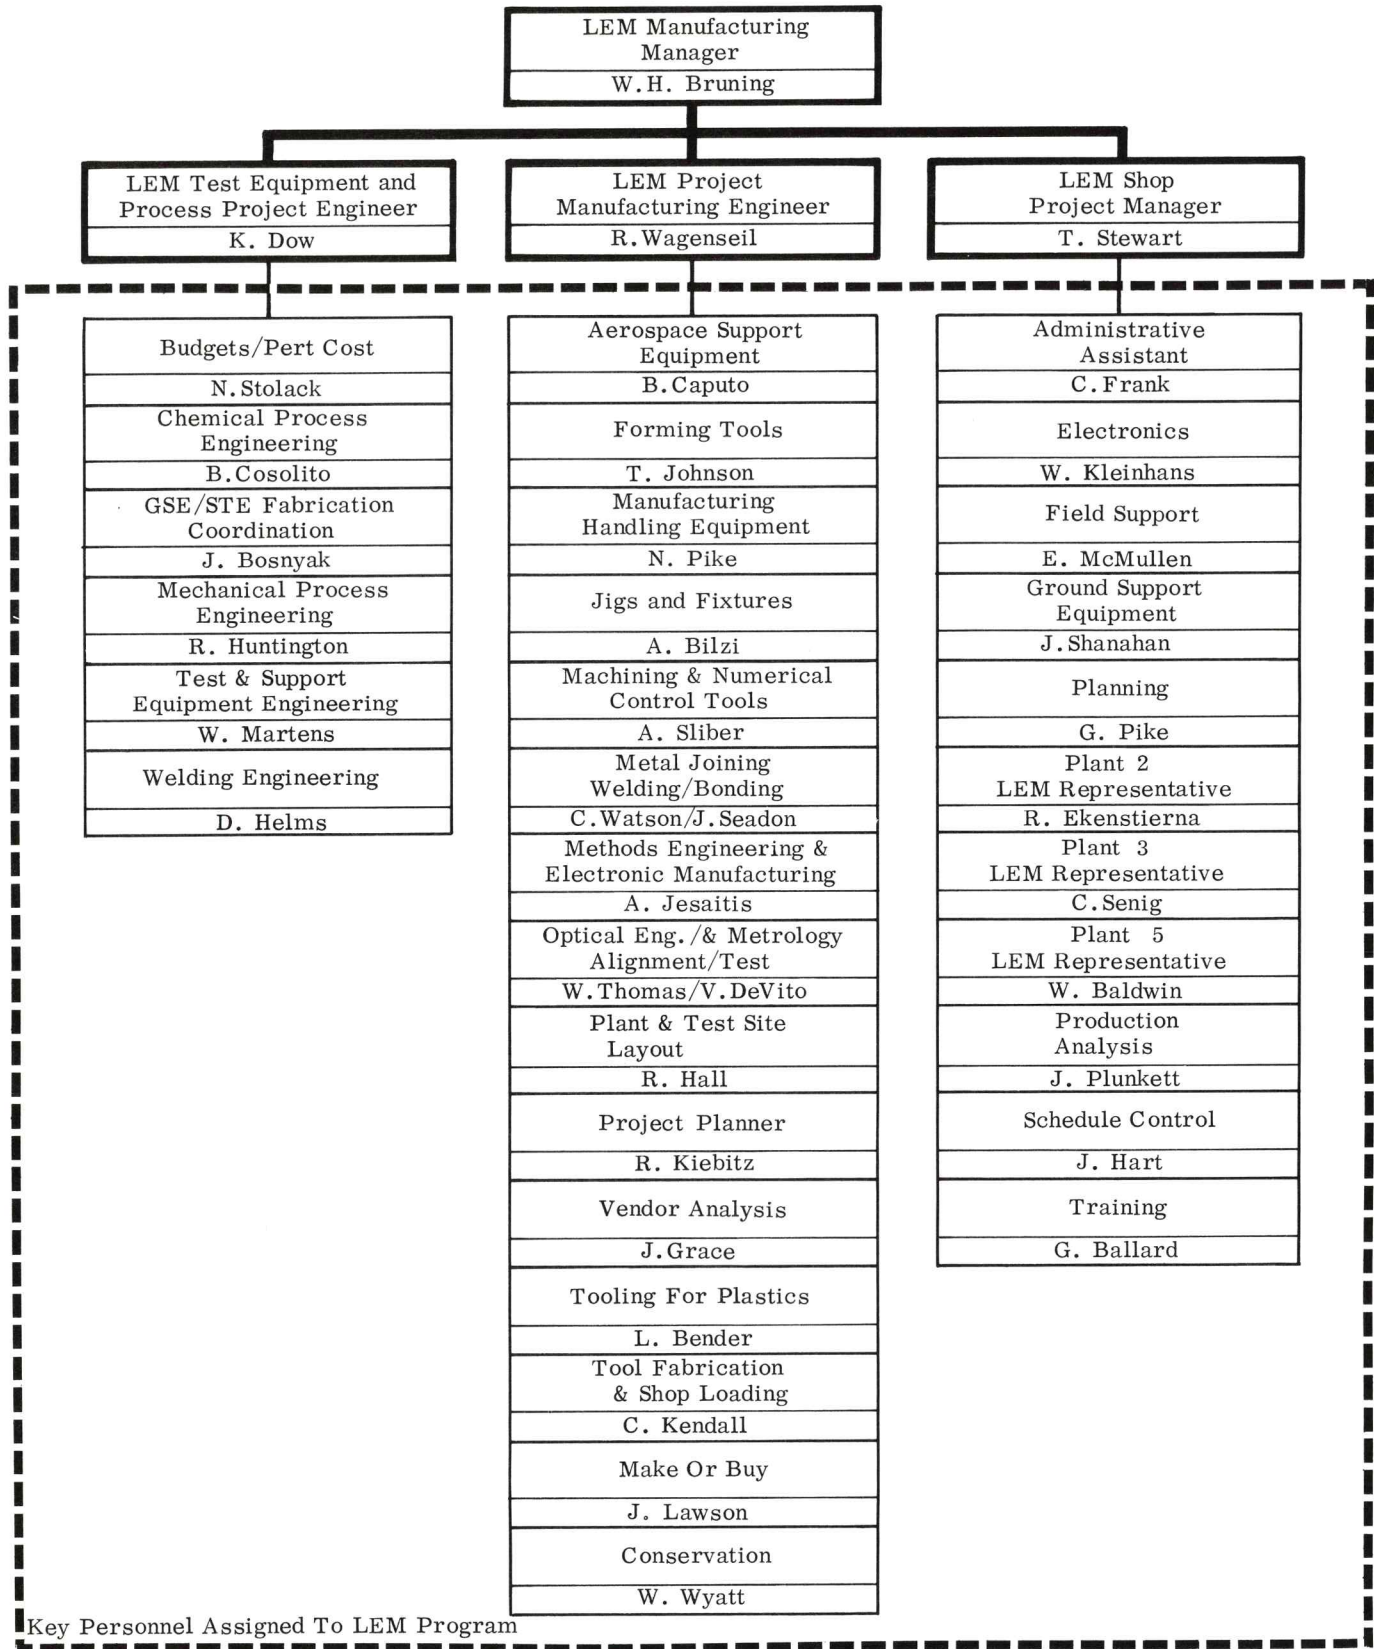 LEM Manufacturing
Manager
W.H. Bruning
LEM Test Equipment and
Process Project Engineer
K. Dow
LEM Project
Manufacturing Engineer
R.Wagenseil
LEM Shop
Project Manager
T. Stewart
Budgets/Pert Cost
N.Stolack
Chemical Process
Engineering
B.Cosolito
GSE/STE Fabrication
Coordination
J. Bosnyak
Mechanical Process
Engineering
R. Huntington
Test & Support
Equipment Engineering
W. Martens
Welding Engineering
D. Helms
Aerospace Support
Equipment
B.Caputo
Forming Tools
T. Johnson
Manufacturing
Handling Equipment
N. Pike
Jigs and Fixtures
A. Bilzi
Machining & Numerical
Control Tools
A. Sliber
Metal Joining
Welding/Bonding
C.Watson/J.Seadon
Methods Engineering &
Electronic Manufacturing
A. Jesaitis
Optical Eng./& Metrology
Alignment/Test
W.Thomas/V.DeVito
Plant & Test Site
Layout
R. Hall
Project Planner
R. Kiebitz
Vendor Analysis
J.Grace
Tooling For Plastics
L. Bender
Tool Fabrication
& Shop Loading
C. Kendall
Make Or Buy
J. Lawson
Conservation
W. Wyatt
Administrative
Assistant
C.Frank
Electronics
W. Kleinhans
Field Support
E. McMullen
Ground Support
Equipment
J.Shanahan
Planning
G. Pike
Plant 2
LEM Representative
R. Ekenstierna
Plant 3
LEM Representative
C.Senig
Plant 5
LEM Representative
W. Baldwin
Production
Analysis
J. Plunkett
Schedule Control
J. Hart
Training
G. Ballard
Key Personnel Assigned To LEM Program